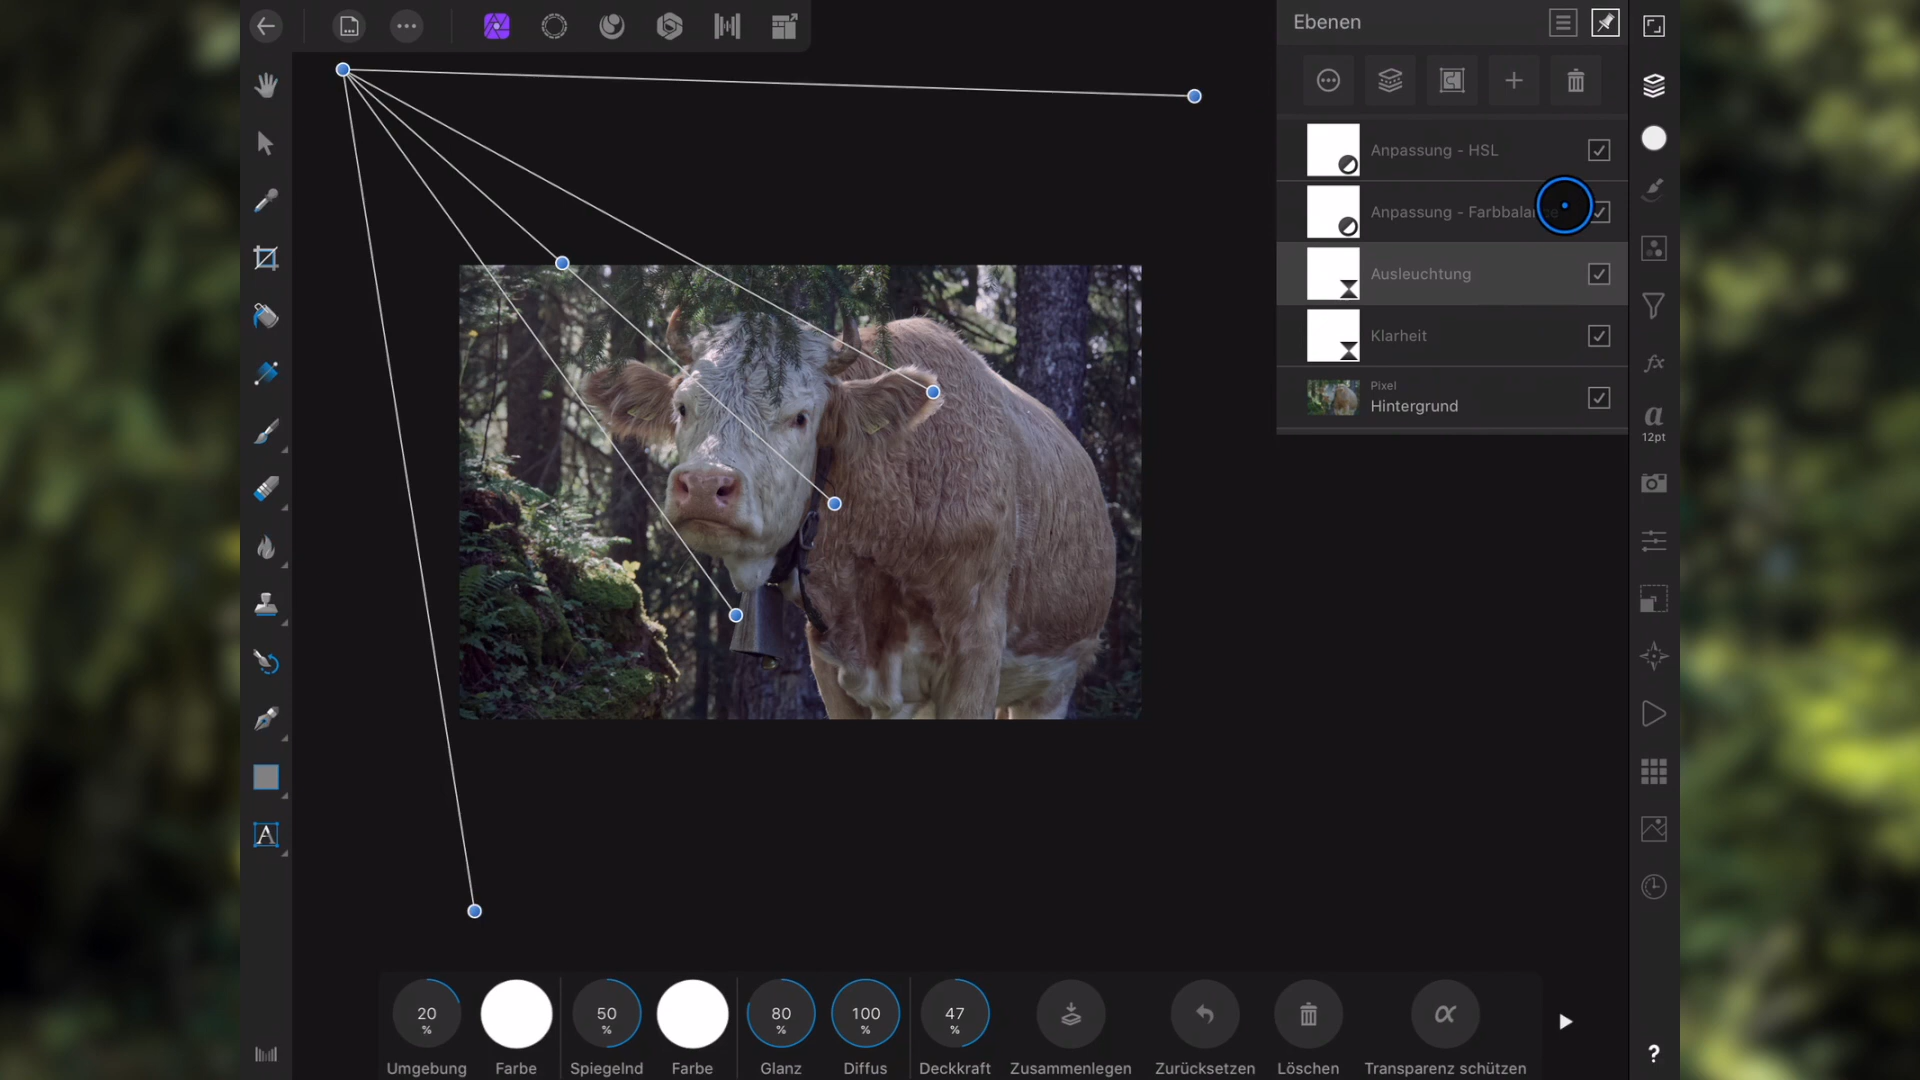 Ebenen
Anpassung - HSL
Anpassung - Farbbalance
Ausleuchtung
Klarheit
Pixel
Hintergrund
a
12pt
A
20
%
50
%
80
%
100
%
47
%
Umgebung
Farbe
Spiegelnd
Farbe
Glanz
Diffus
Deckkraft
Zusammenlegen
Zurücksetzen
Löschen
Transparenz schützen
?